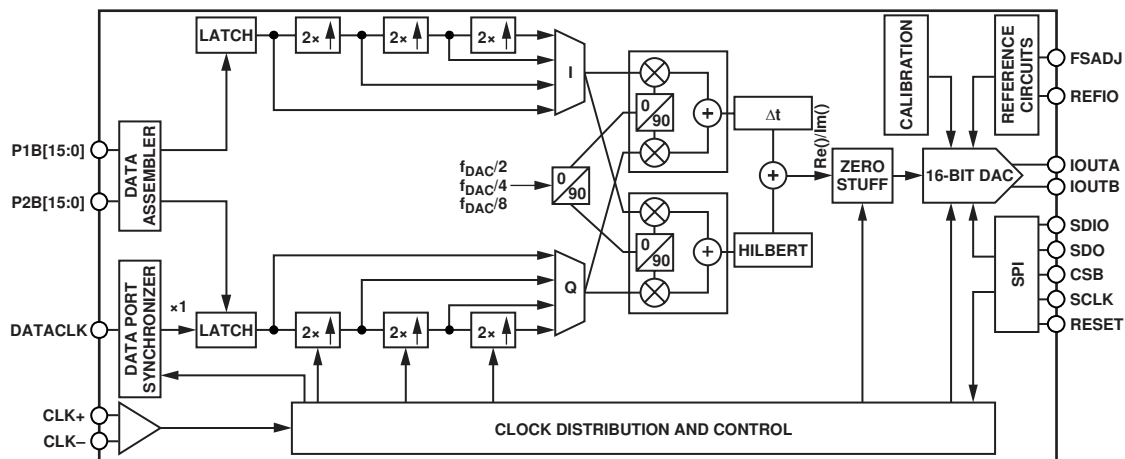 LATCH
2×
2×
2×
I
P1B[15:0]
P2B[15:0]
DATA
ASSEMBLER
0
90
+
Δt
Re()/Im()
CALIBRATION
REFERENCE
CIRCUITS
FSADJ
REFIO
fDAC/2
fDAC/4
fDAC/8
0
90
+
ZERO
STUFF
16-BIT DAC
IOUTA
IOUTB
0
90
+
HILBERT
DATACLK
DATA PORT
SYNCHRONIZER
×1
LATCH
2×
2×
2×
Q
SPI
SDIO
SDO
CSB
SCLK
RESET
CLK+
CLK–
CLOCK DISTRIBUTION AND CONTROL